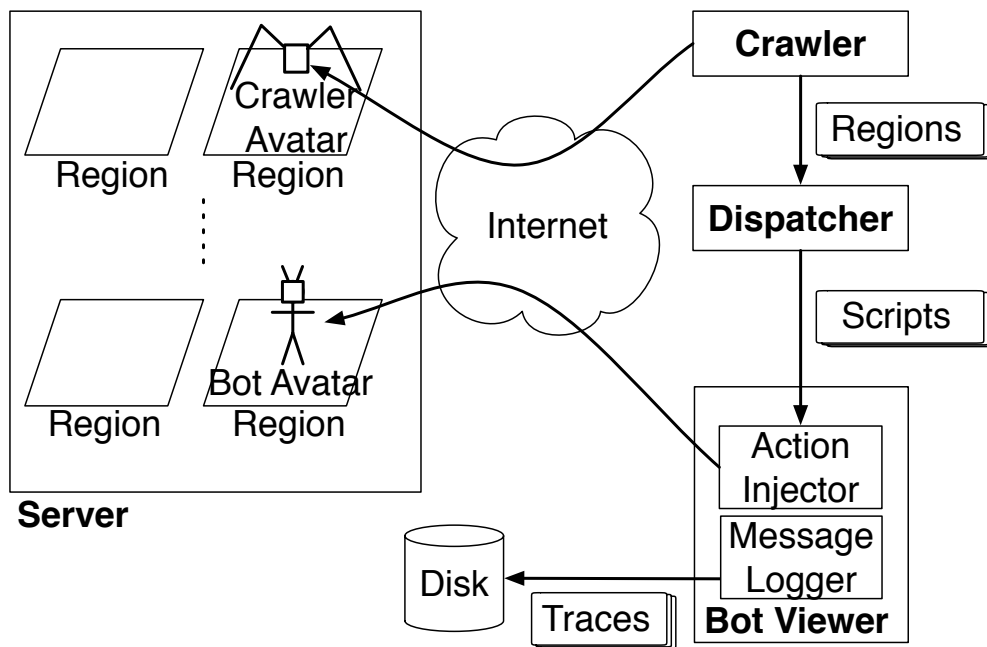 Crawler
Avatar
Region
Region
Bot Avatar
Region
Region
Server
Internet
Crawler
Regions
Dispatcher
Scripts
Action
Injector
Message
Logger
Bot Viewer
Disk
Traces